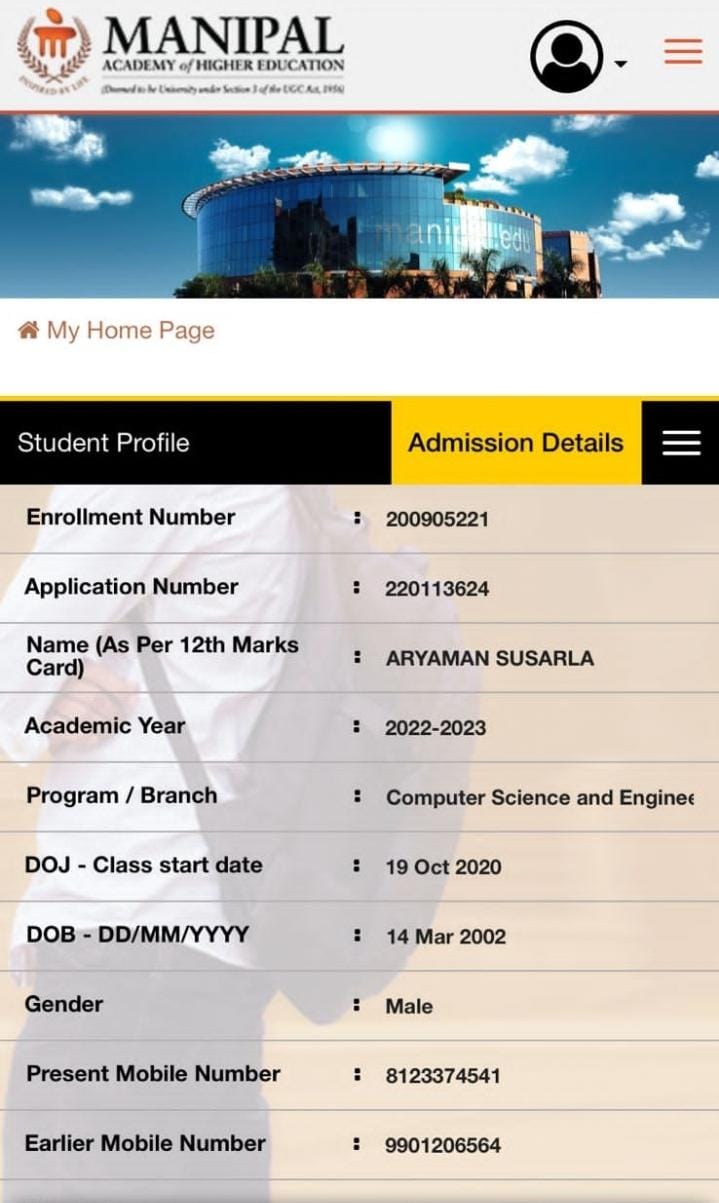 MANIPAL
ACADEMY of HIGHER EDUCATION
(Deemed to be University under Section 3 of the UGC Act, 1956)
INSPIRED BY LIFE
My Home Page
Student Profile
Admission Details
Enrollment Number : 200905221
Application Number : 220113624
Name (As Per 12th Marks
Card) : ARYAMAN SUSARLA
Academic Year : 2022-2023
Program / Branch : Computer Science and Enginee
DOJ - Class start date : 19 Oct 2020
DOB - DD/MM/YYYY : 14 Mar 2002
Gender : Male
Present Mobile Number : 8123374541
Earlier Mobile Number : 9901206564